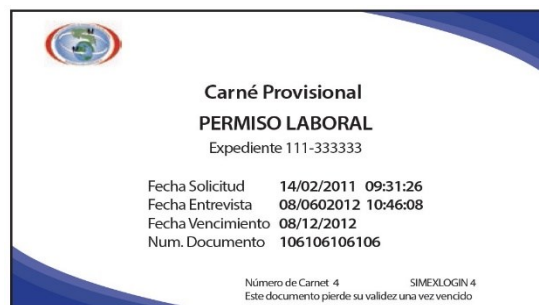 Carné Provisional
PERMISO LABORAL
Expediente 111-333333
Fecha Solicitud 14/02/2011 09:31:26
Fecha Entrevista 08/0602012 10:46:08
Fecha Vencimiento 08/12/2012
Num. Documento 106106106106
Número de Carnet 4 SIMEXLOGIN 4
Este documento pierde su validez una vez vencido